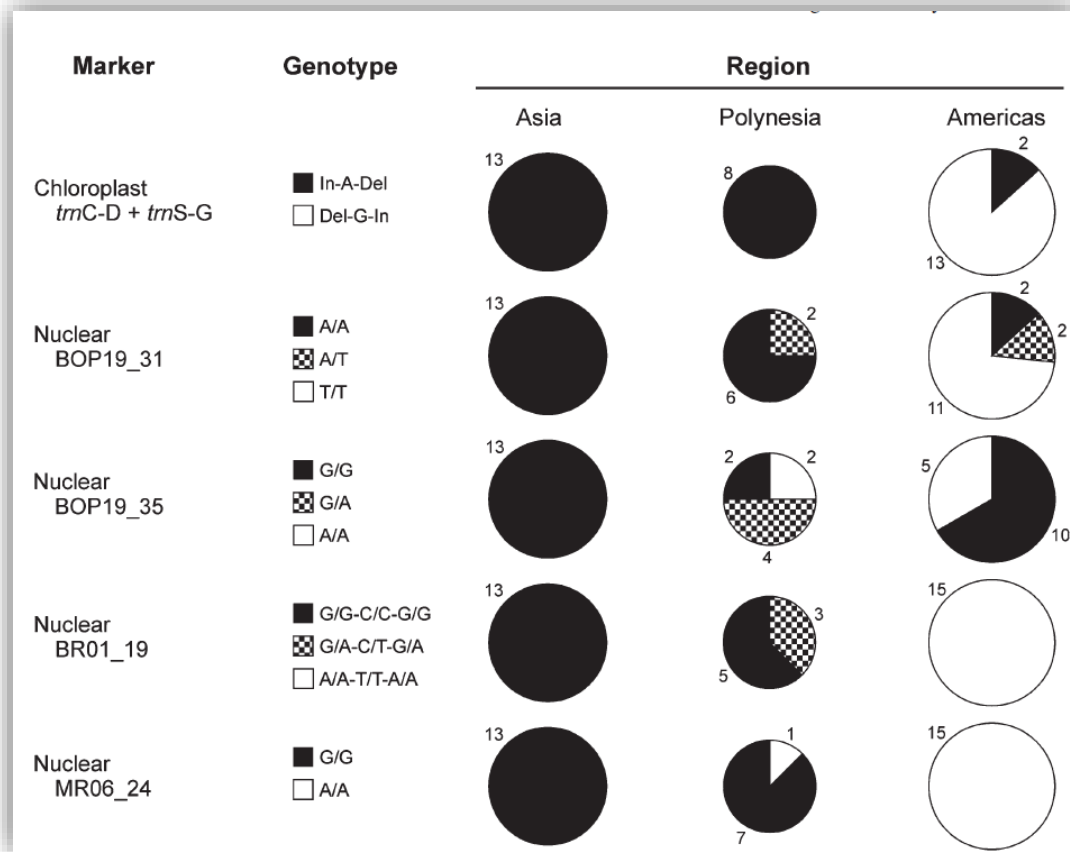 Marker Genotype Region
Asia Polynesia Americas
Chloroplast
trnC-D + trnS-G
In-A-Del
Del-G-In
13
8
2
13
Nuclear
BOP19_31
A/A
A/T
T/T
13
2
6
2
2
11
Nuclear
BOP19_35
G/G
G/A
A/A
13
2
2
4
5
10
Nuclear
BR01_19
G/G-C/C-G/G
G/A-C/T-G/A
A/A-T/T-A/A
13
3
5
15
Nuclear
MR06_24
G/G
A/A
13
1
7
15